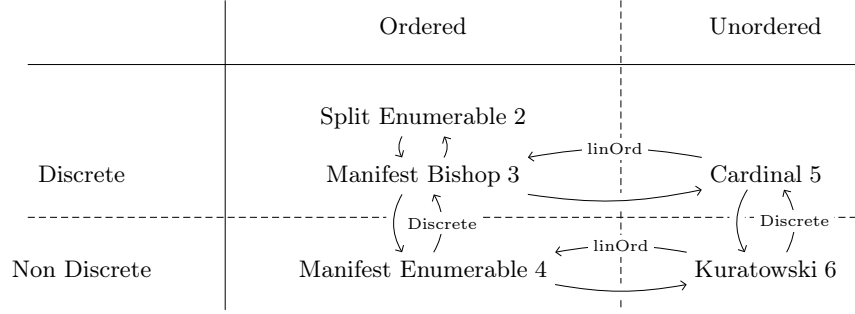 Ordered Unordered
Split Enumerable 2
linOrd
Discrete Manifest Bishop 3 Cardinal 5
Discrete Discrete
linOrd
Non Discrete Manifest Enumerable 4 Kuratowski 6